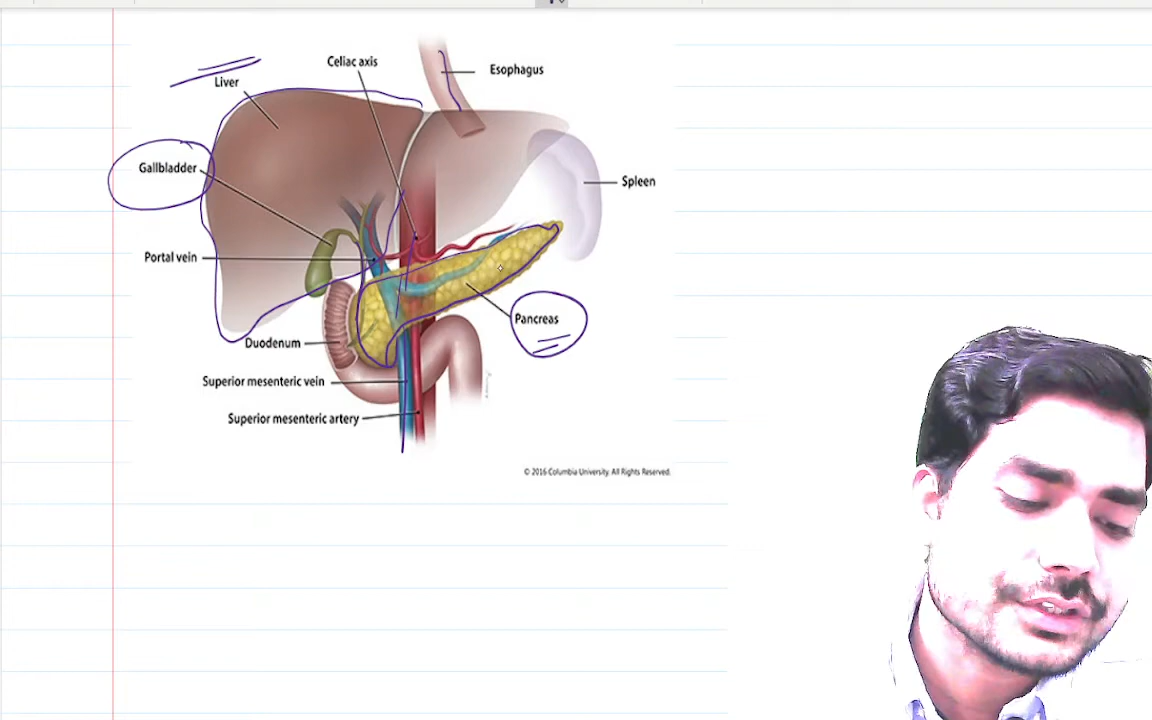 Celiac axis
Esophagus
Liver
Gallbladder
Spleen
Portal vein
Pancreas
Duodenum
Superior mesenteric vein
Superior mesenteric artery
© 2016 Columbia University. All Rights Reserved.